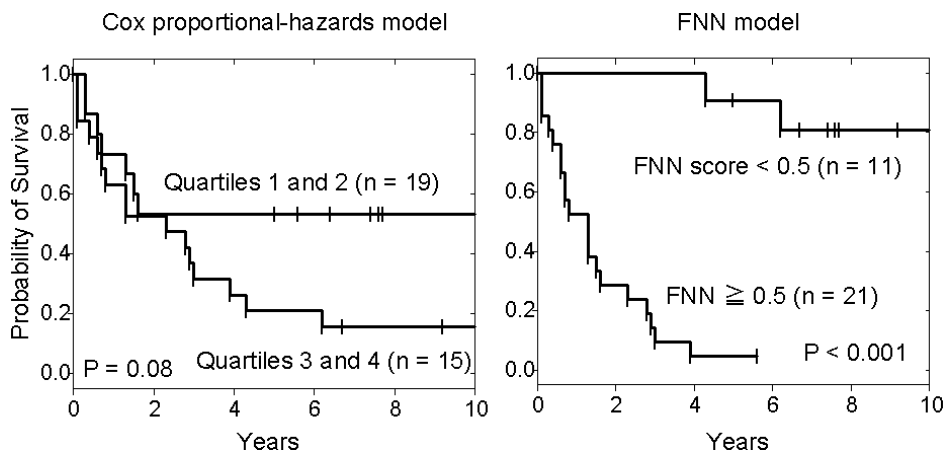 Cox proportional-hazards model
Probability of Survival
1.0
0.8
0.6
0.4
0.2
0.0
Quartiles 1 and 2 (n = 19)
Quartiles 3 and 4 (n = 15)
P = 0.08
0 2 4 6 8 10
Years
FNN model
1.0
0.8
0.6
0.4
0.2
0.0
FNN score < 0.5 (n = 11)
FNN ≧ 0.5 (n = 21)
P < 0.001
0 2 4 6 8 10
Years